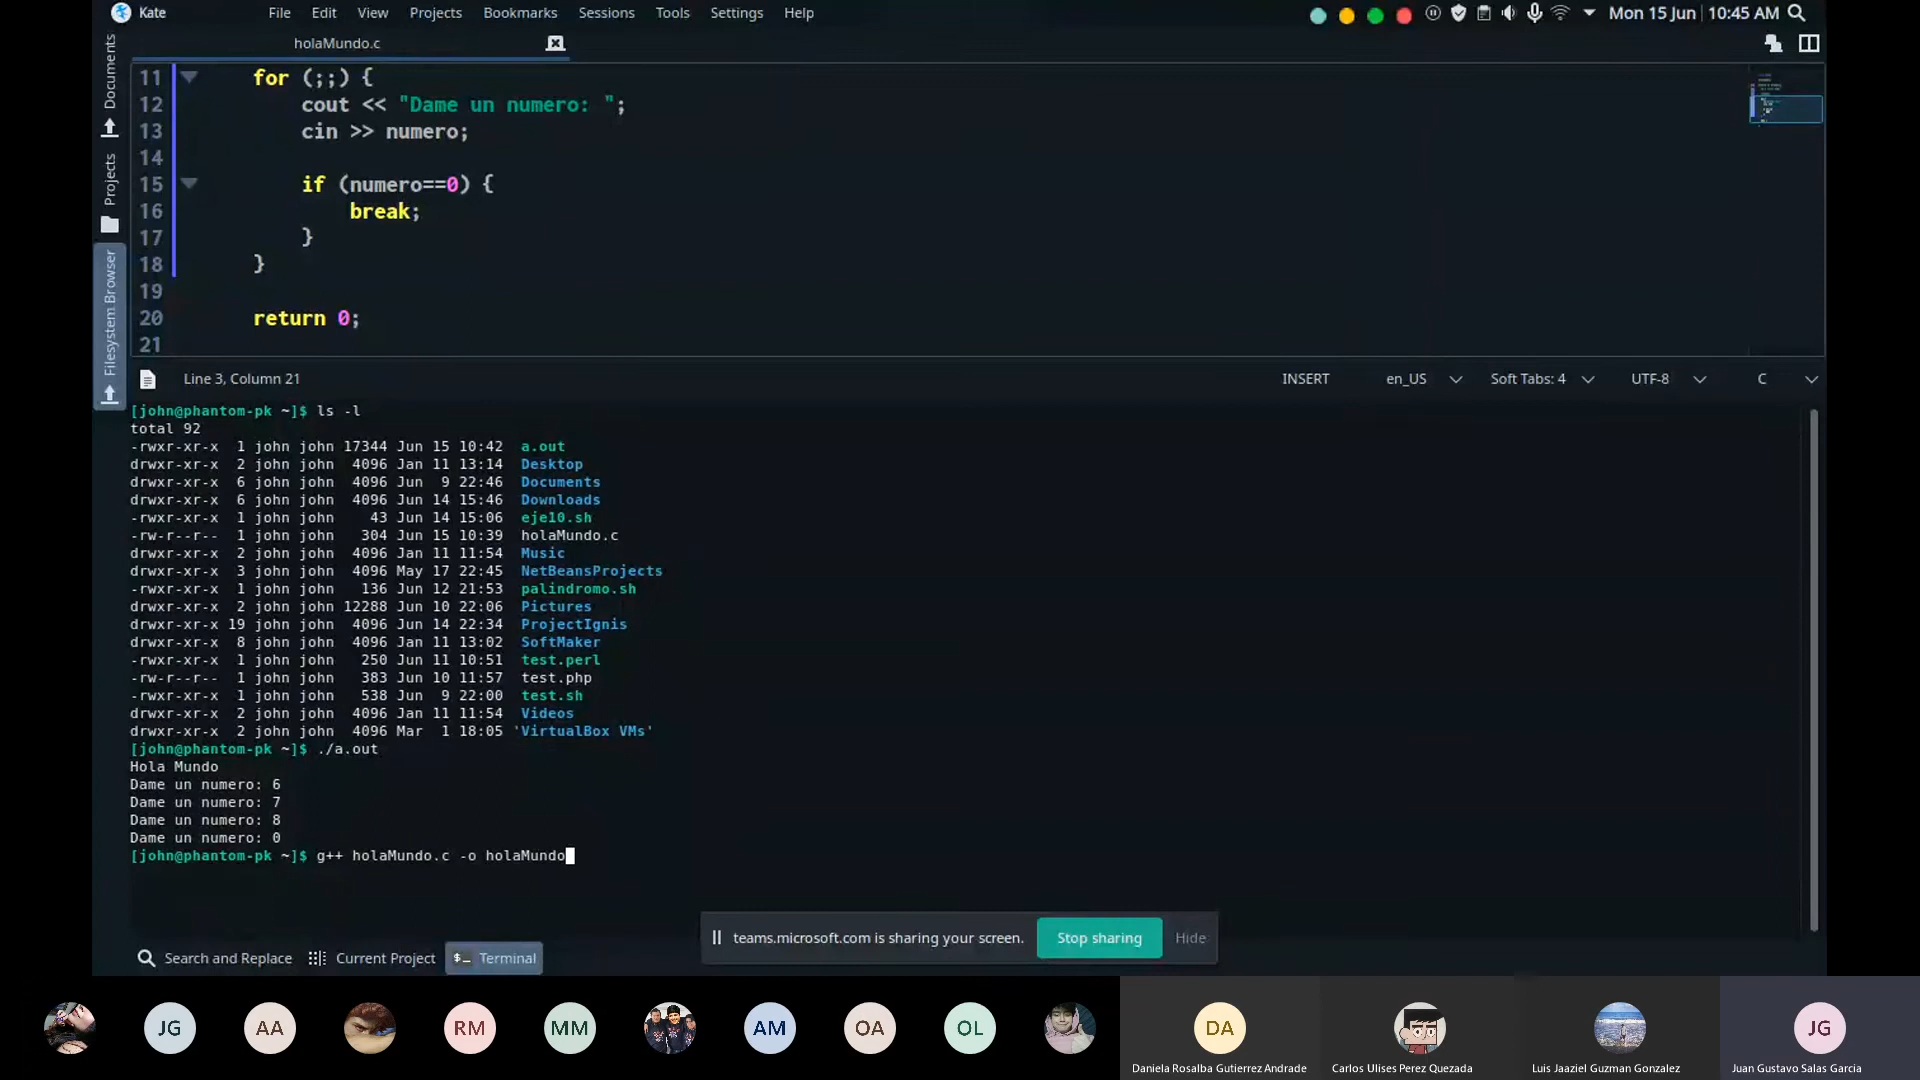 Kate File Edit View Projects Bookmarks Sessions Tools Settings Help Mon 15 Jun 10:45 AM
holaMundo.c
Documents
Projects
Filesystem Browser
11 for (;;) {
12 cout << "Dame un numero: ";
13 cin >> numero;
14
15 if (numero==0) {
16 break;
17 }
18 }
19
20 return 0;
21
Line 3, Column 21 INSERT en_US Soft Tabs: 4 UTF-8 C
[john@phantom-pk ~]$ ls -l
total 92
-rwxr-xr-x 1 john john 17344 Jun 15 10:42 a.out
drwxr-xr-x 2 john john 4096 Jan 11 13:14 Desktop
drwxr-xr-x 6 john john 4096 Jun 9 22:46 Documents
drwxr-xr-x 6 john john 4096 Jun 14 15:46 Downloads
-rwxr-xr-x 1 john john 43 Jun 14 15:06 eje10.sh
-rw-r--r-- 1 john john 304 Jun 15 10:39 holaMundo.c
drwxr-xr-x 2 john john 4096 Jan 11 11:54 Music
drwxr-xr-x 3 john john 4096 May 17 22:45 NetBeansProjects
-rwxr-xr-x 1 john john 136 Jun 12 21:53 palindromo.sh
drwxr-xr-x 2 john john 12288 Jun 10 22:06 Pictures
drwxr-xr-x 19 john john 4096 Jun 14 22:34 ProjectIgnis
drwxr-xr-x 8 john john 4096 Jan 11 13:02 SoftMaker
-rwxr-xr-x 1 john john 250 Jun 11 10:51 test.perl
-rw-r--r-- 1 john john 383 Jun 10 11:57 test.php
-rwxr-xr-x 1 john john 538 Jun 9 22:00 test.sh
drwxr-xr-x 2 john john 4096 Jan 11 11:54 Videos
drwxr-xr-x 2 john john 4096 Mar 1 18:05 'VirtualBox VMs'
[john@phantom-pk ~]$ ./a.out
Hola Mundo
Dame un numero: 6
Dame un numero: 7
Dame un numero: 8
Dame un numero: 0
[john@phantom-pk ~]$ g++ holaMundo.c -o holaMundo
teams.microsoft.com is sharing your screen. Stop sharing Hide
Search and Replace Current Project Terminal
JG AA RM MM AM OA OL DA JG
Daniela Rosalba Gutierrez Andrade Carlos Ulises Perez Quezada Luis Jaaziel Guzman Gonzalez Juan Gustavo Salas Garcia